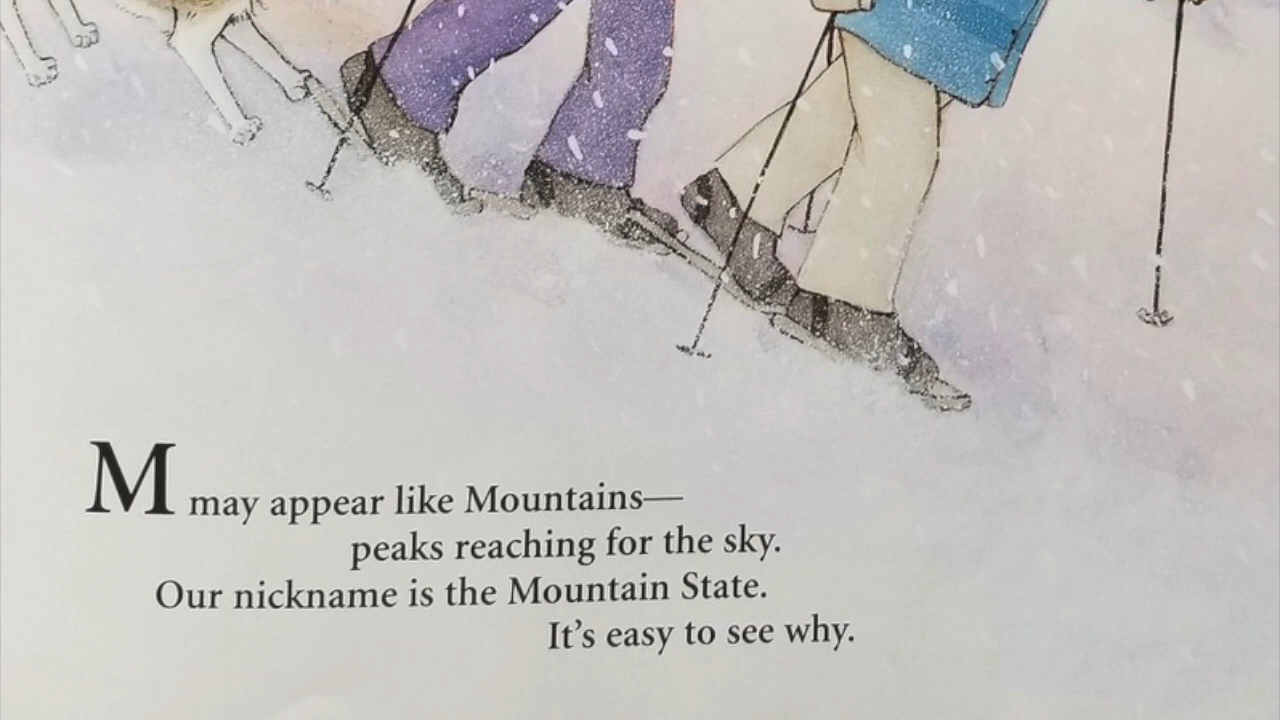 M may appear like Mountains—
peaks reaching for the sky.
Our nickname is the Mountain State.
It’s easy to see why.